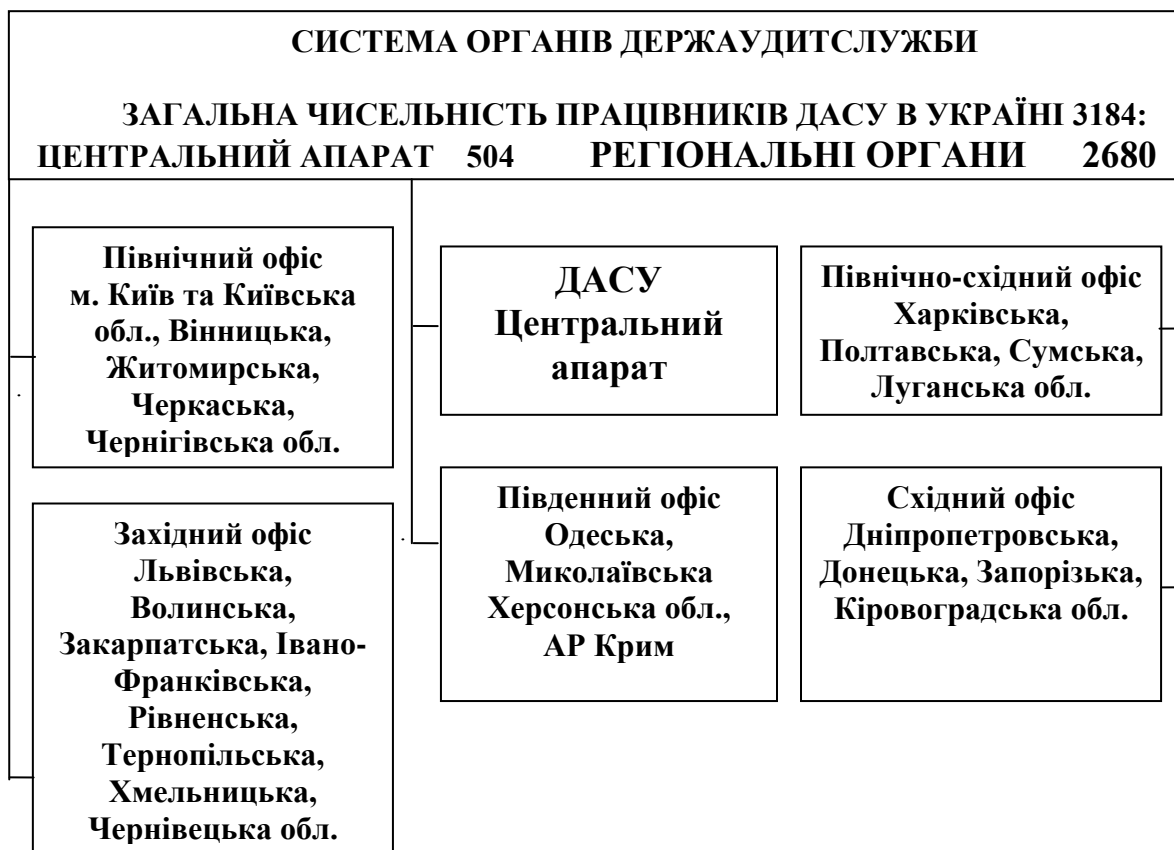 СИСТЕМА ОРГАНІВ ДЕРЖАУДИТСЛУЖБИ
ЗАГАЛЬНА ЧИСЕЛЬНІСТЬ ПРАЦІВНИКІВ ДАСУ В УКРАЇНІ 3184:
ЦЕНТРАЛЬНИЙ АПАРАТ 504 РЕГІОНАЛЬНІ ОРГАНИ 2680
Північний офіс
м. Київ та Київська
обл., Вінницька,
Житомирська,
Черкаська,
Чернігівська обл.
ДАСУ
Центральний
апарат
Північно-східний офіс
Харківська,
Полтавська, Сумська,
Луганська обл.
Західний офіс
Львівська,
Волинська,
Закарпатська, Івано-
Франківська,
Рівненська,
Тернопільська,
Хмельницька,
Чернівецька обл.
Південний офіс
Одеська,
Миколаївська
Херсонська обл.,
АР Крим
Східний офіс
Дніпропетровська,
Донецька, Запорізька,
Кіровоградська обл.